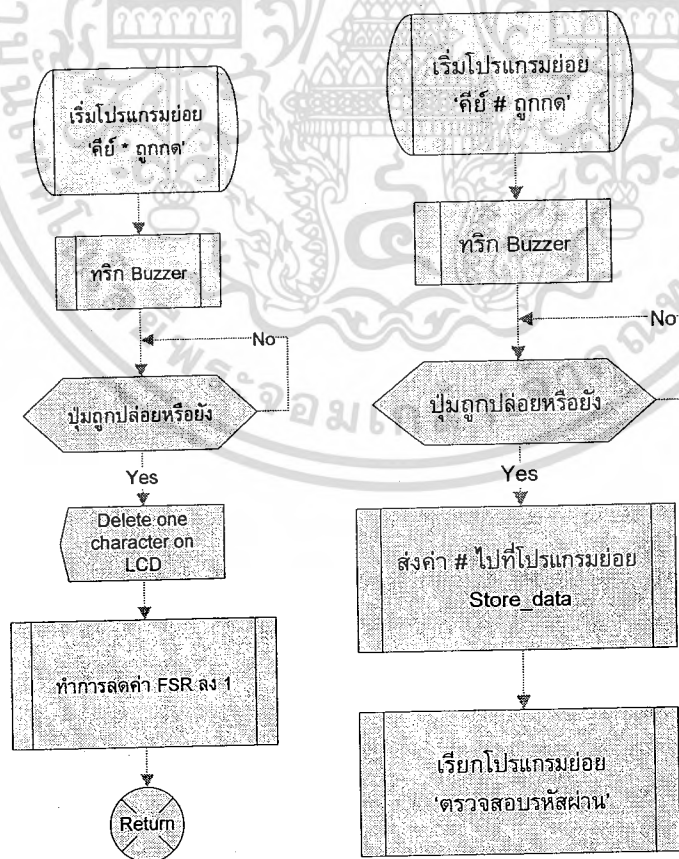 เริ่มโปรแกรมย่อย
'คีย์ * ถูกกด'
ทริก Buzzer
No
ปุ่มถูกปล่อยหรือยัง
Yes
Delete one
character on
LCD
ทำการลดค่า FSR ลง 1
Return
เริ่มโปรแกรมย่อย
'คีย์ # ถูกกด'
ทริก Buzzer
No
ปุ่มถูกปล่อยหรือยัง
Yes
ส่งค่า # ไปที่โปรแกรมย่อย
Store_data
เรียกโปรแกรมย่อย
'ตรวจสอบรหัสผ่าน'